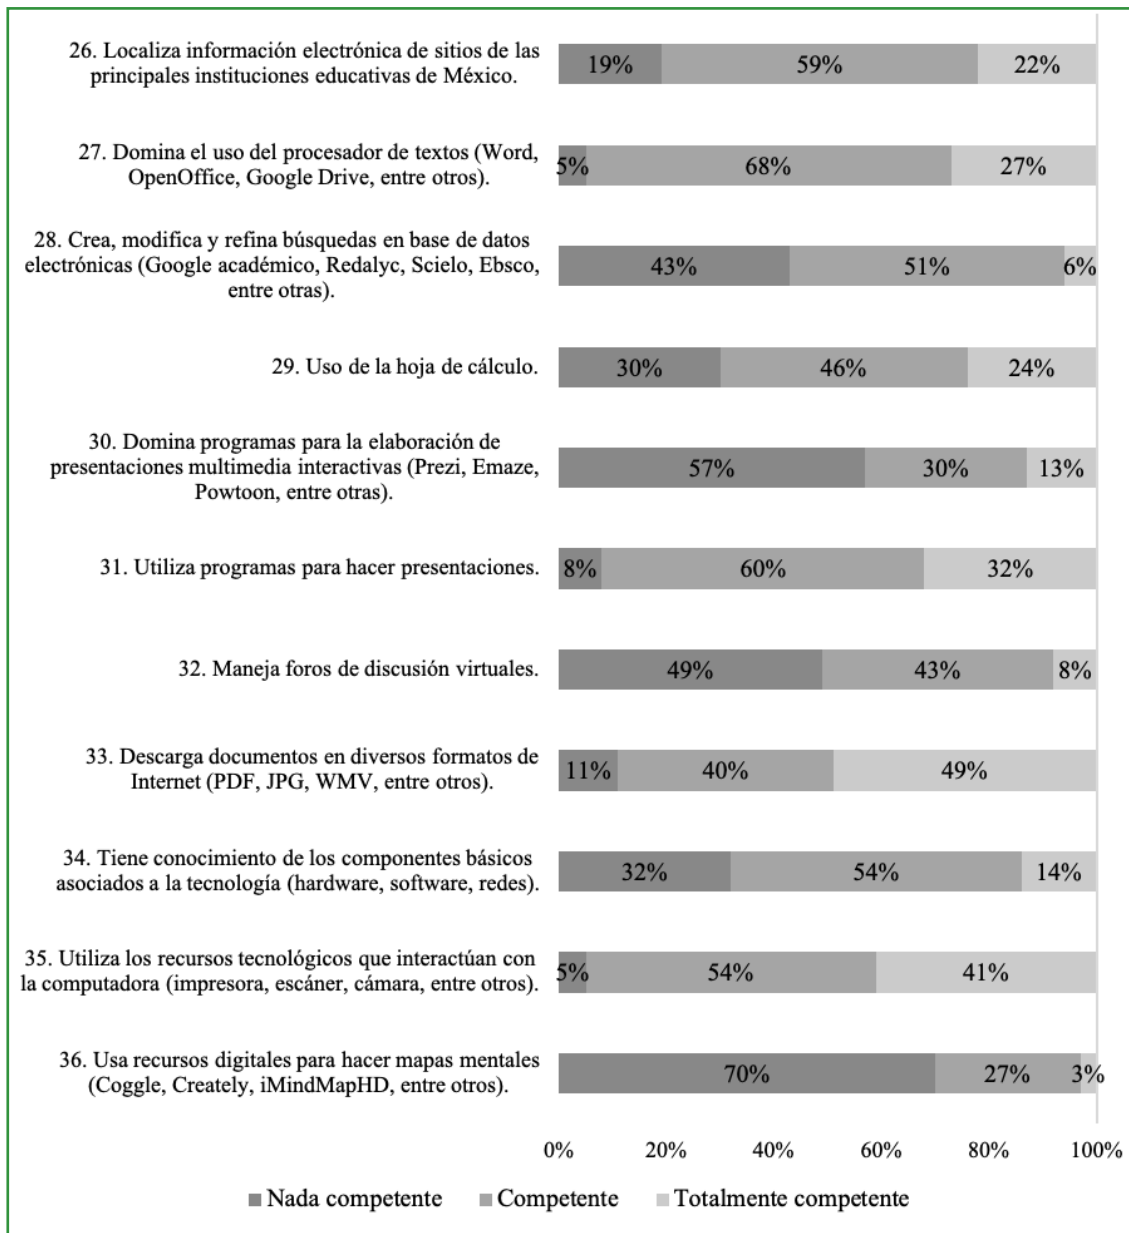 26. Localiza información electrónica de sitios de las
principales instituciones educativas de México.
19% 59% 22%
27. Domina el uso del procesador de textos (Word,
OpenOffice, Google Drive, entre otros).
5% 68% 27%
28. Crea, modifica y refina búsquedas en base de datos
electrónicas (Google académico, Redalyc, Scielo, Ebsco,
entre otras).
43% 51% 6%
29. Uso de la hoja de cálculo.
30% 46% 24%
30. Domina programas para la elaboración de
presentaciones multimedia interactivas (Prezi, Emaze,
Powtoon, entre otras).
57% 30% 13%
31. Utiliza programas para hacer presentaciones.
8% 60% 32%
32. Maneja foros de discusión virtuales.
49% 43% 8%
33. Descarga documentos en diversos formatos de
Internet (PDF, JPG, WMV, entre otros).
11% 40% 49%
34. Tiene conocimiento de los componentes básicos
asociados a la tecnología (hardware, software, redes).
32% 54% 14%
35. Utiliza los recursos tecnológicos que interactúan con
la computadora (impresora, escáner, cámara, entre otros).
5% 54% 41%
36. Usa recursos digitales para hacer mapas mentales
(Coggle, Creately, iMindMapHD, entre otros).
70% 27% 3%
0% 20% 40% 60% 80% 100%
Nada competente Competente Totalmente competente